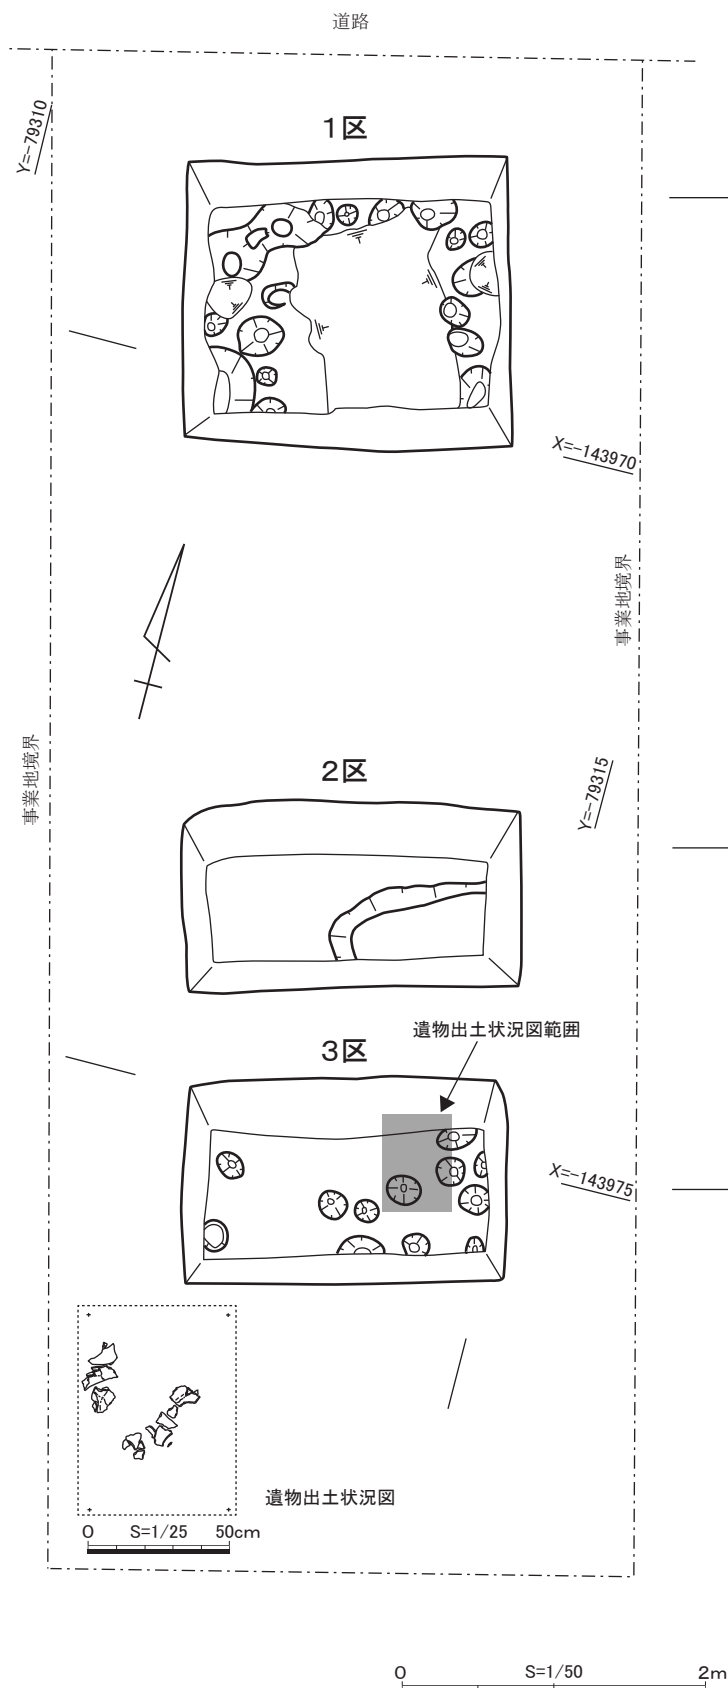 道路
Y=-79310
1区
X=-143970
事業地境界
事業地境界
2区
Y=-79315
遺物出土状況図範囲
3区
X=-143975
遺物出土状況図
0 S=1/25 50cm
0 S=1/50 2m